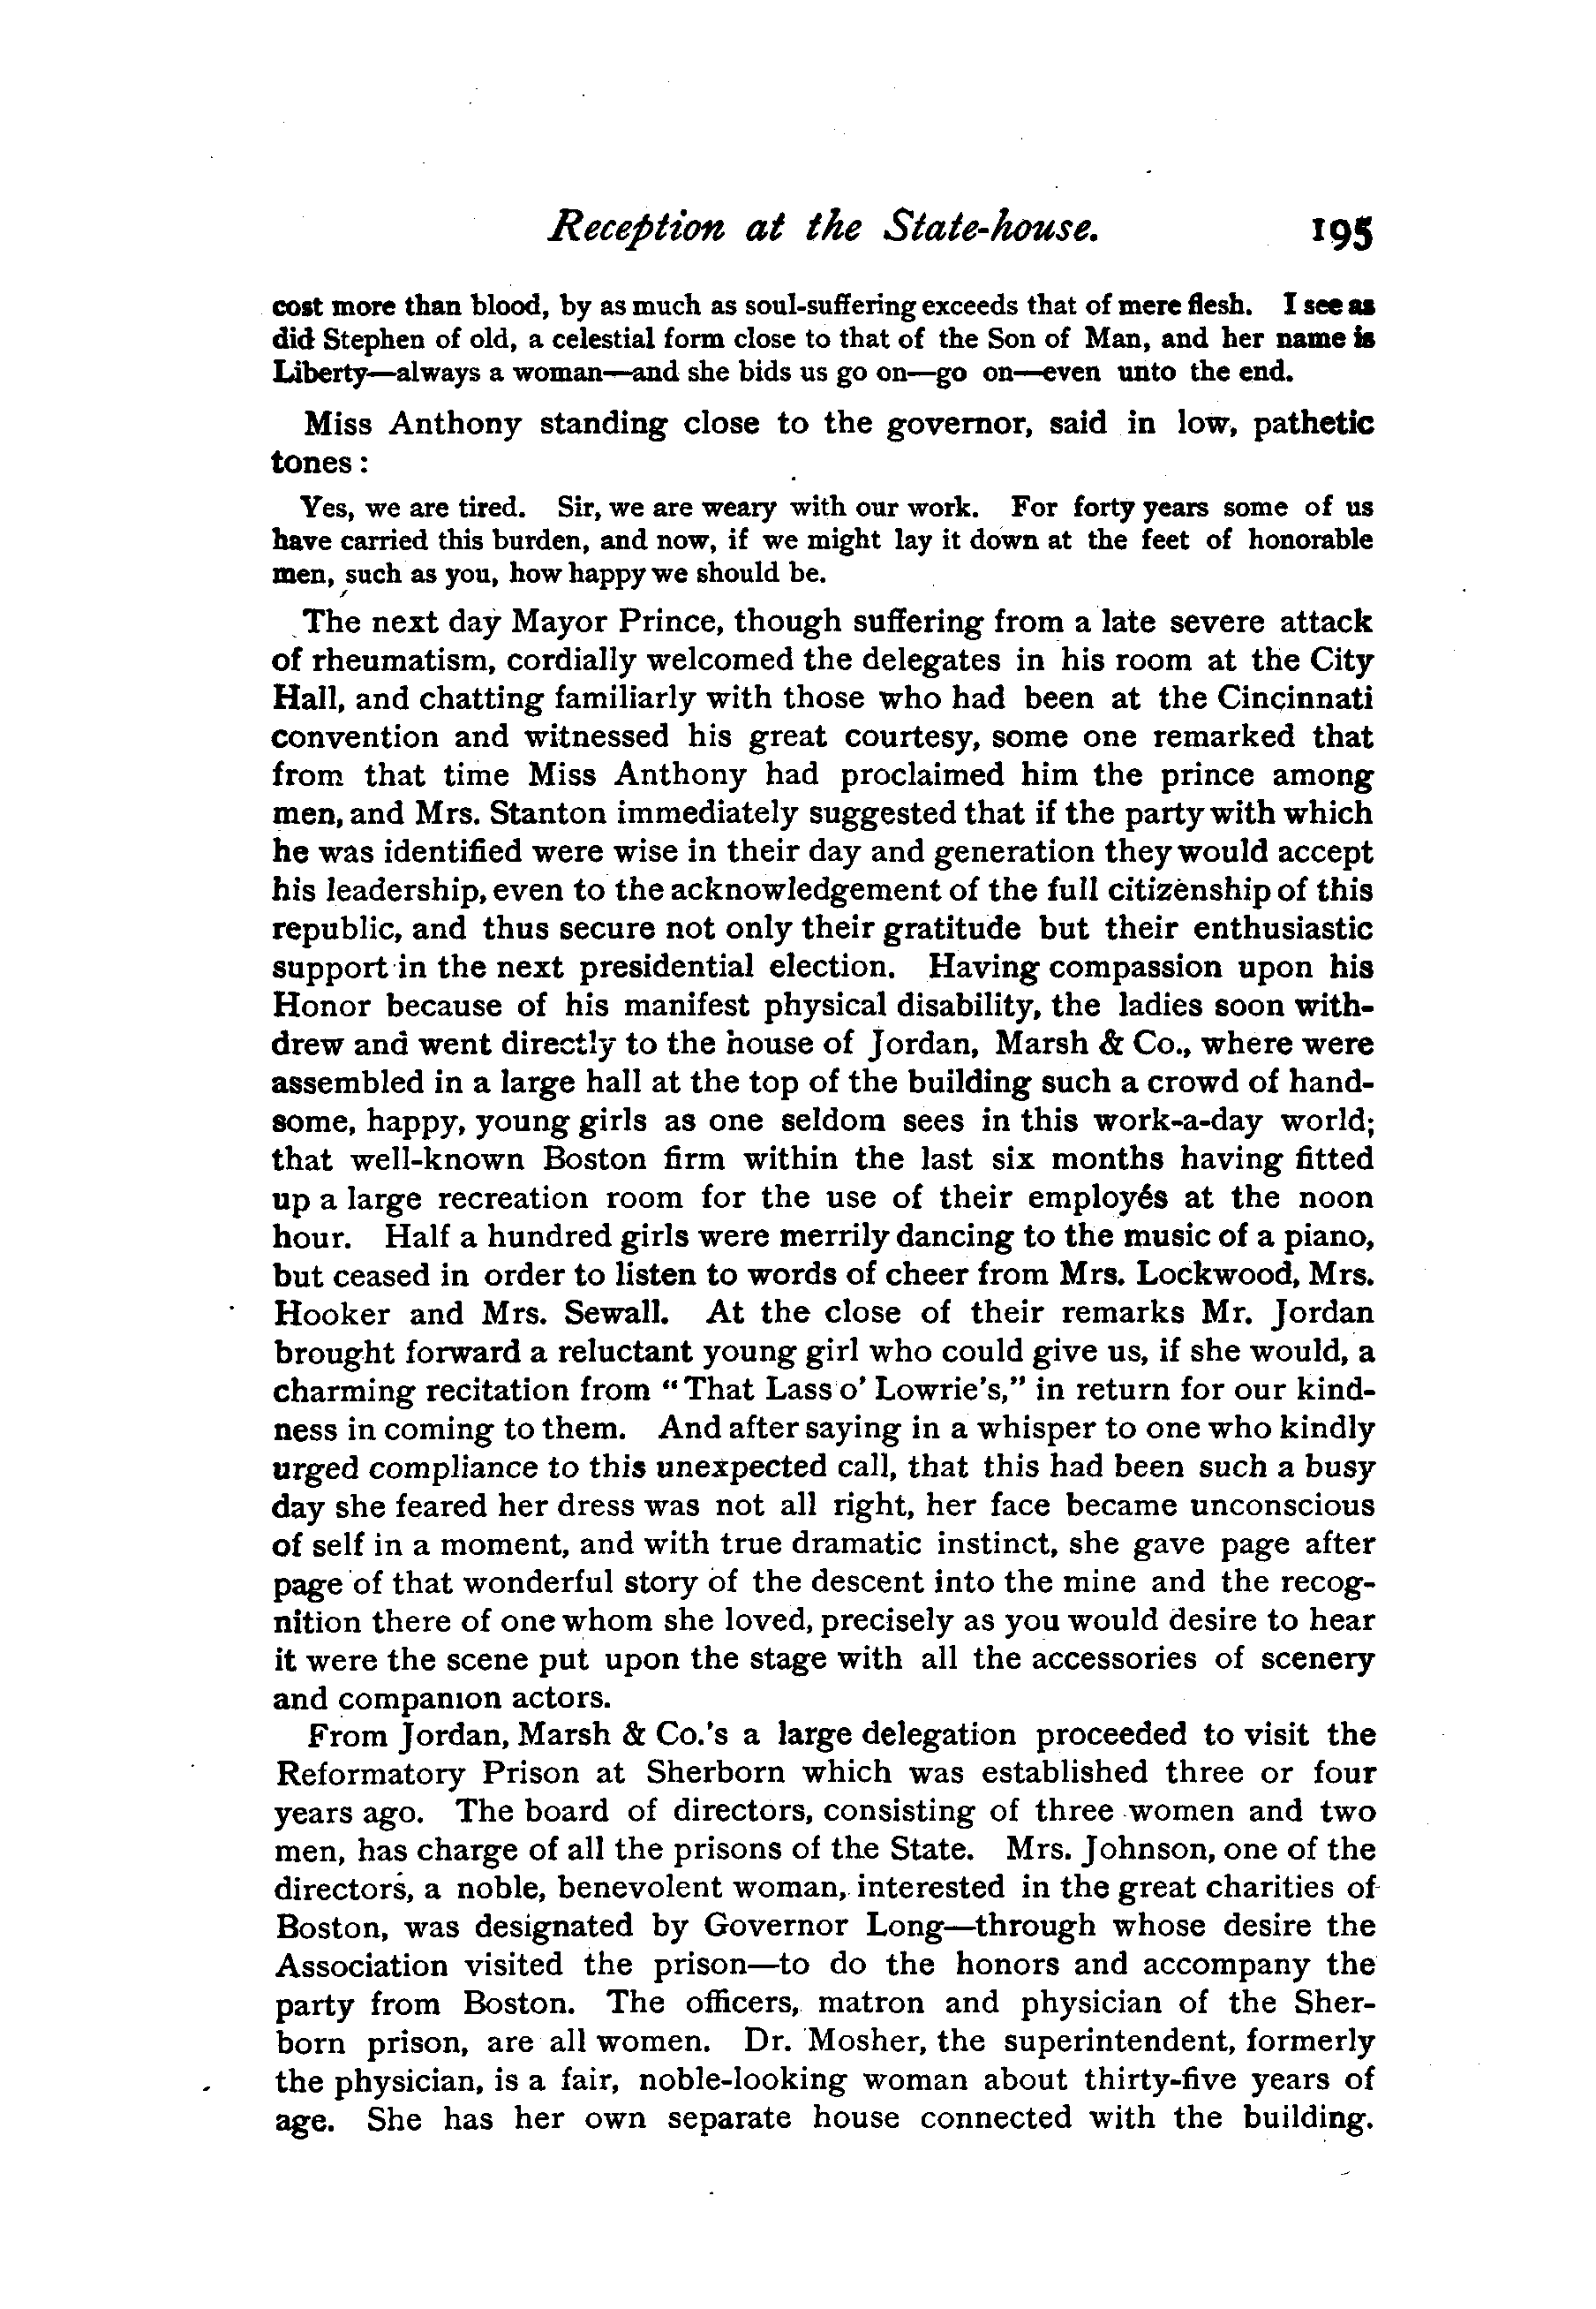 Reception at the State-house. 195
cost more than blood, by as much as soul-suffering exceeds that of mere flesh. I see as
did Stephen of old, a celestial form close to that of the Son of Man, and her name is
Liberty—always a woman—and she bids us go on—go on—even unto the end.
Miss Anthony standing close to the governor, said in low, pathetic
tones:
Yes, we are tired. Sir, we are weary with our work. For forty years some of us
have carried this burden, and now, if we might lay it down at the feet of honorable
men, such as you, how happy we should be.
The next day Mayor Prince, though suffering from a late severe attack
of rheumatism, cordially welcomed the delegates in his room at the City
Hall, and chatting familiarly with those who had been at the Cincinnati
convention and witnessed his great courtesy, some one remarked that
from that time Miss Anthony had proclaimed him the prince among
men, and Mrs. Stanton immediately suggested that if the party with which
he was identified were wise in their day and generation they would accept
his leadership, even to the acknowledgement of the full citizenship of this
republic, and thus secure not only their gratitude but their enthusiastic
support in the next presidential election. Having compassion upon his
Honor because of his manifest physical disability, the ladies soon with-
drew and went directly to the house of Jordan, Marsh & Co., where were
assembled in a large hall at the top of the building such a crowd of hand-
some, happy, young girls as one seldom sees in this work-a-day world;
that well-known Boston firm within the last six months having fitted
up a large recreation room for the use of their employés at the noon
hour. Half a hundred girls were merrily dancing to the music of a piano,
but ceased in order to listen to words of cheer from Mrs. Lockwood, Mrs.
Hooker and Mrs. Sewall. At the close of their remarks Mr. Jordan
brought forward a reluctant young girl who could give us, if she would, a
charming recitation from "That Lass o' Lowrie's," in return for our kind-
ness in coming to them. And after saying in a whisper to one who kindly
urged compliance to this unexpected call, that this had been such a busy
day she feared her dress was not all right, her face became unconscious
of self in a moment, and with true dramatic instinct, she gave page after
page of that wonderful story of the descent into the mine and the recog-
nition there of one whom she loved, precisely as you would desire to hear
it were the scene put upon the stage with all the accessories of scenery
and companion actors.
From Jordan, Marsh & Co.'s a large delegation proceeded to visit the
Reformatory Prison at Sherborn which was established three or four
years ago. The board of directors, consisting of three women and two
men, has charge of all the prisons of the State. Mrs. Johnson, one of the
directors, a noble, benevolent woman, interested in the great charities of
Boston, was designated by Governor Long—through whose desire the
Association visited the prison—to do the honors and accompany the
party from Boston. The officers, matron and physician of the Sher-
born prison, are all women. Dr. Mosher, the superintendent, formerly
the physician, is a fair, noble-looking woman about thirty-five years of
age. She has her own separate house connected with the building.